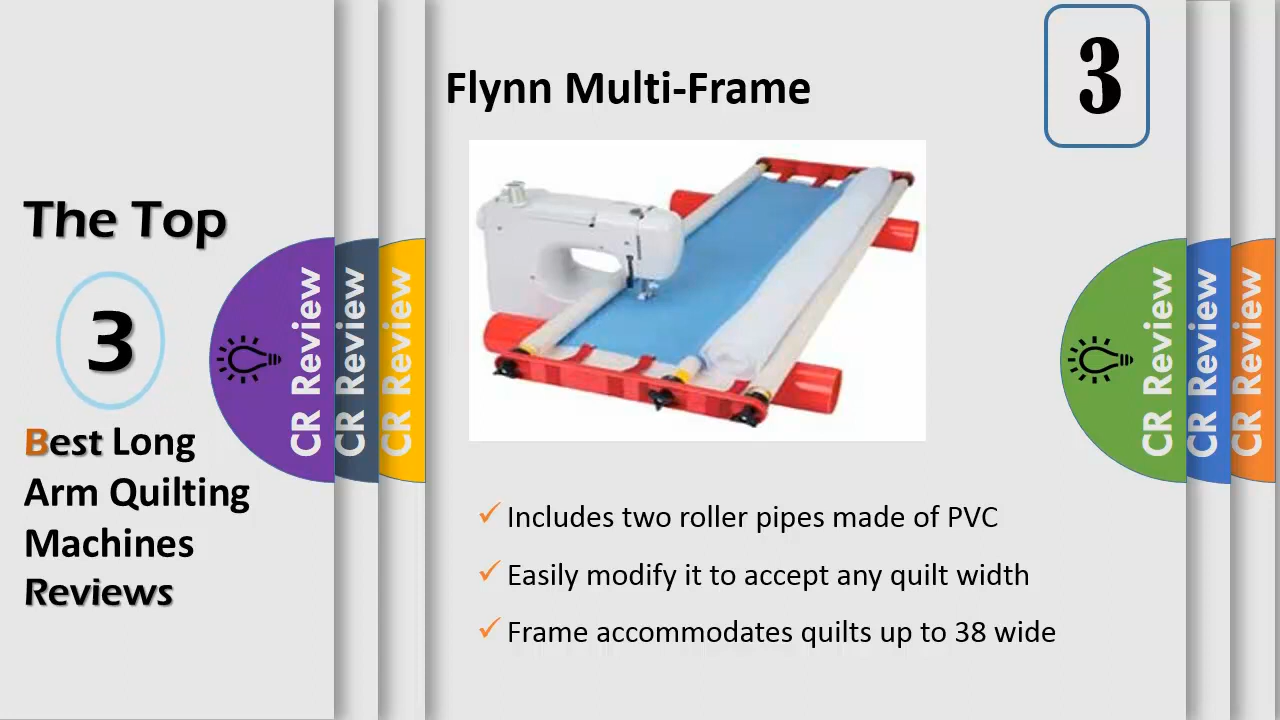 The Top
3
Best Long
Arm Quilting
Machines
Reviews
CR Review
CR Review
CR Review
Flynn Multi-Frame
3
✓ Includes two roller pipes made of PVC
✓ Easily modify it to accept any quilt width
✓ Frame accommodates quilts up to 38 wide
CR Review
CR Review
CR Review